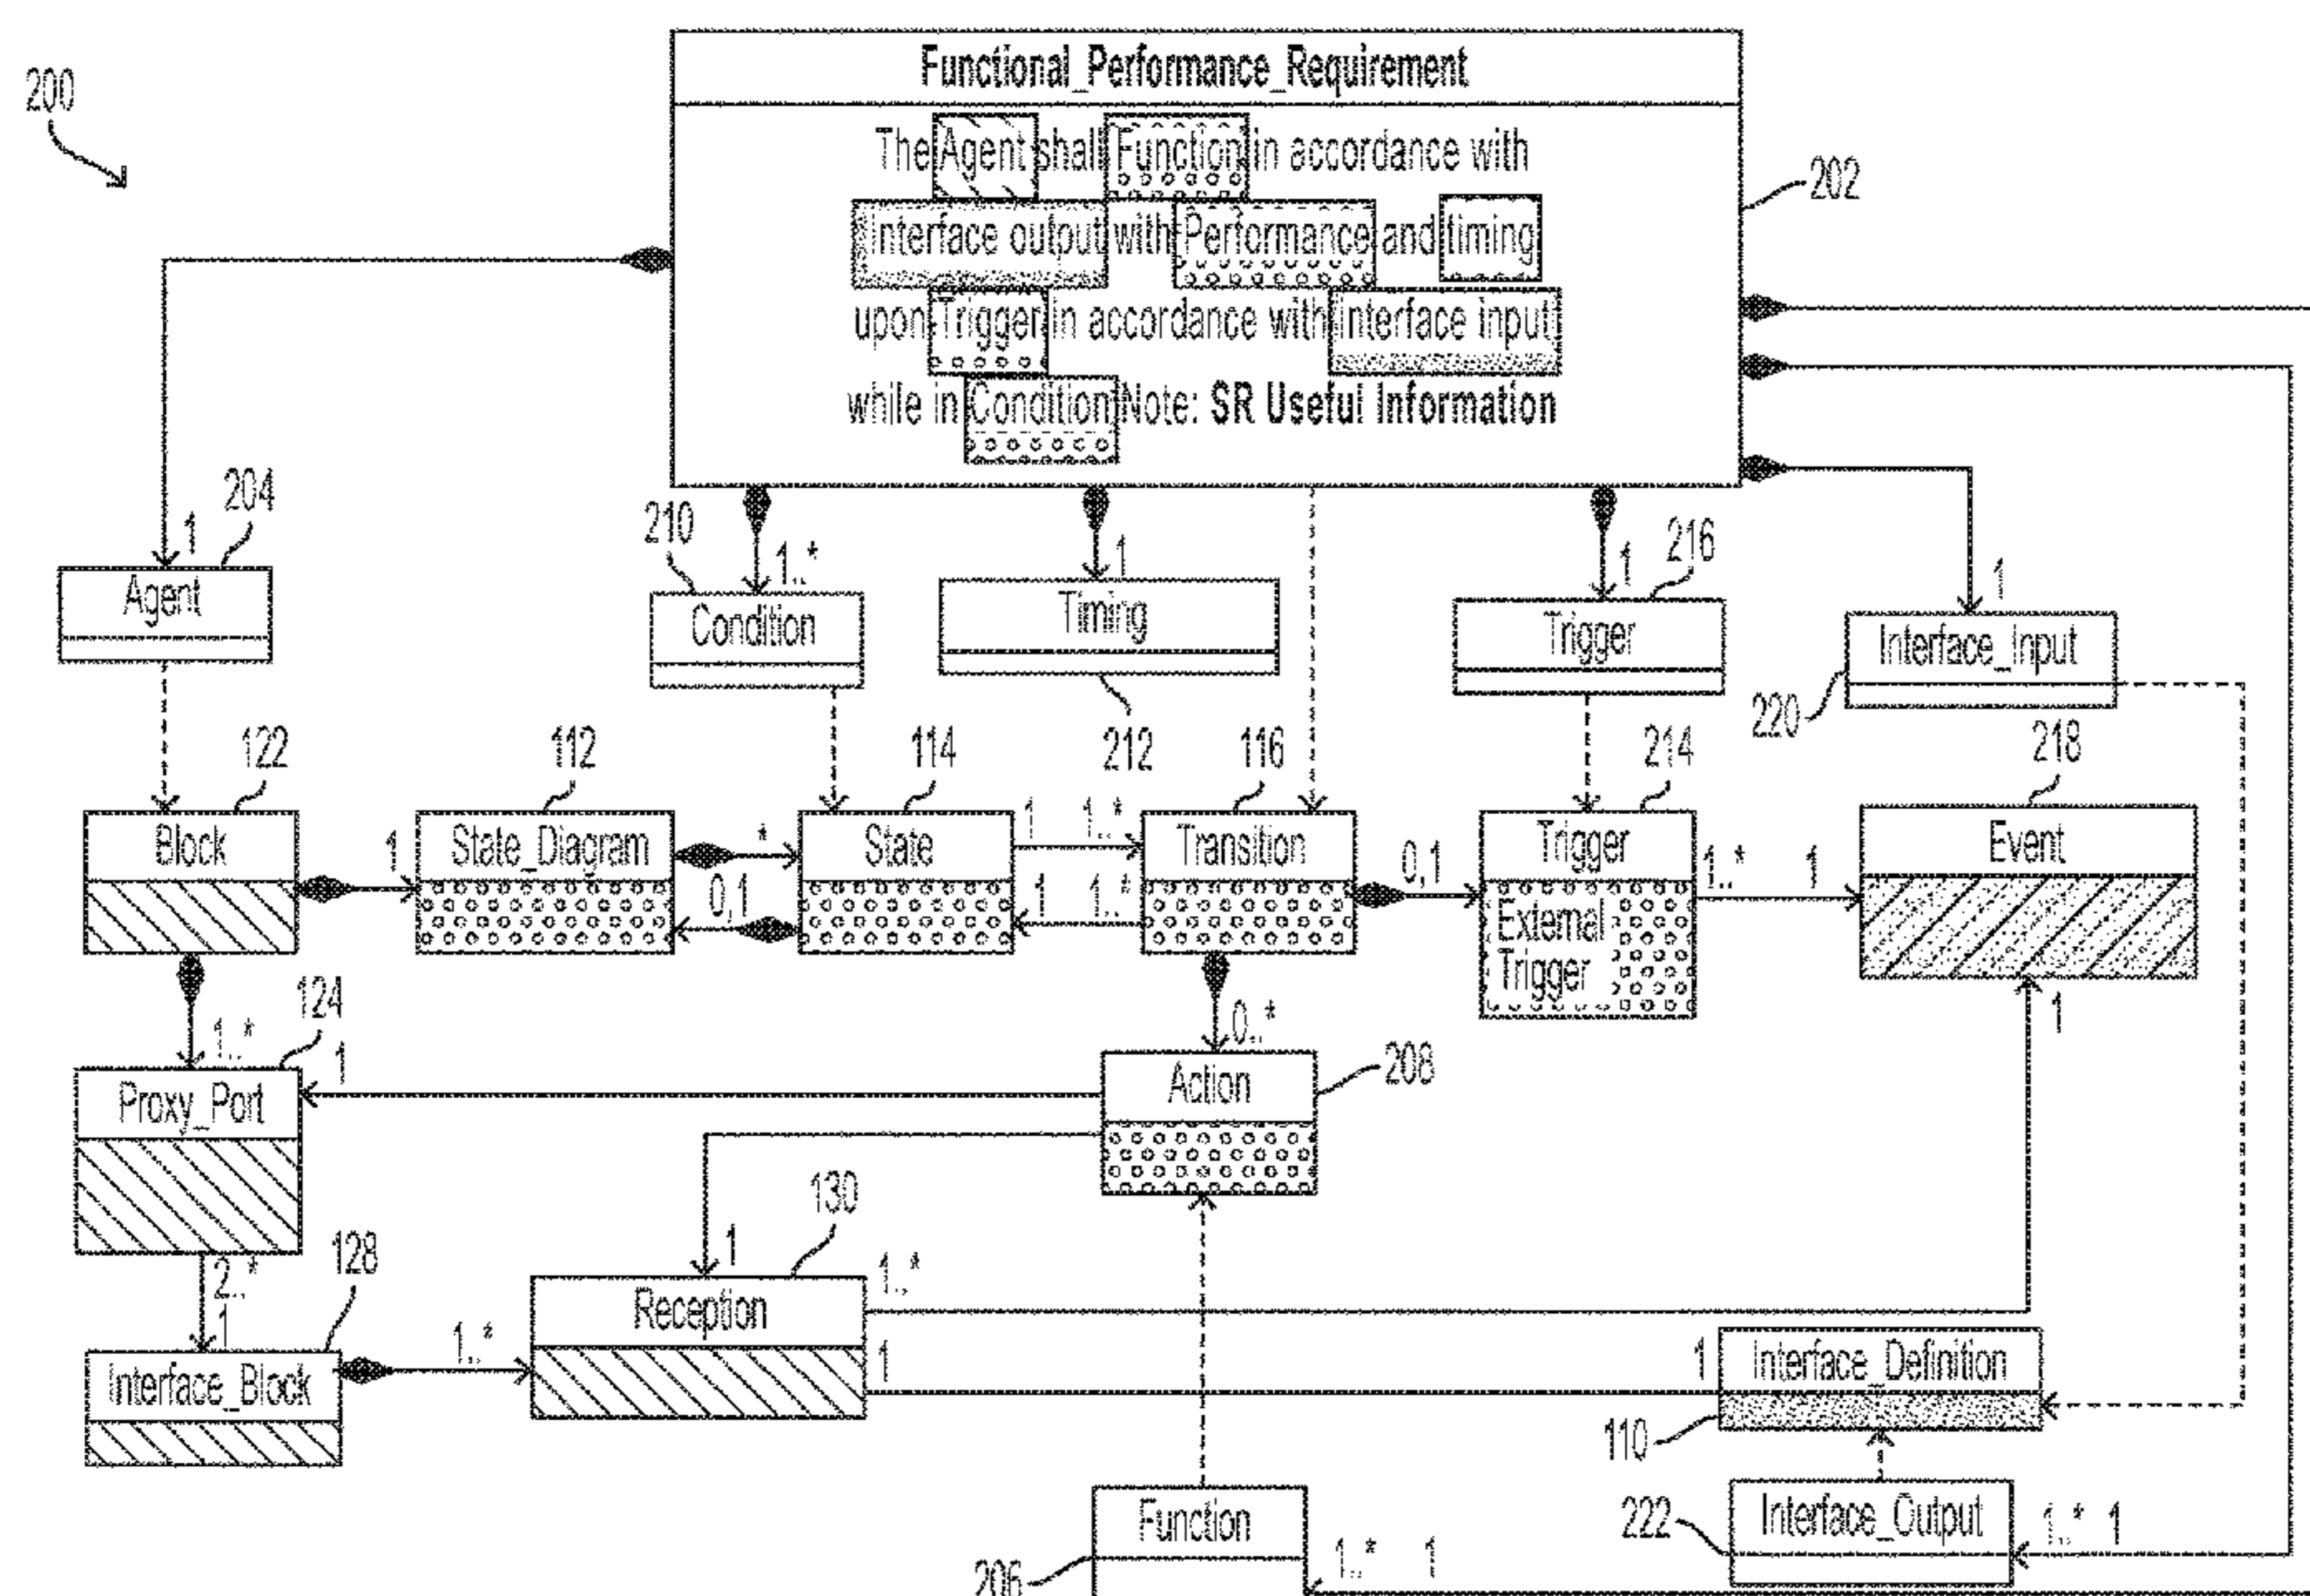 200
Functional_Performance_Requirement
The Agent shall Function in accordance with
Interface output with Performance and timing
upon Trigger in accordance with interface input
while in Condition Note: SR Useful Information
202
204
210
216
1
1..*
1
1
1
Agent
Condition
Timing
Trigger
Interface_Input
220
122
112
114
212
116
214
218
Block
1
State_Diagram
*
0,1
State
1
1..*
1
1..*
Transition
0,1
Trigger
External
Trigger
1..*
1
Event
124
1..*
1
0..*
1
Proxy_Port
Action
208
130
2..*
1
128
1
1..*
Interface_Block
1..*
Reception
1
1
Interface_Definition
110
Function
206
1..* 1
222
Interface_Output
1..* 1